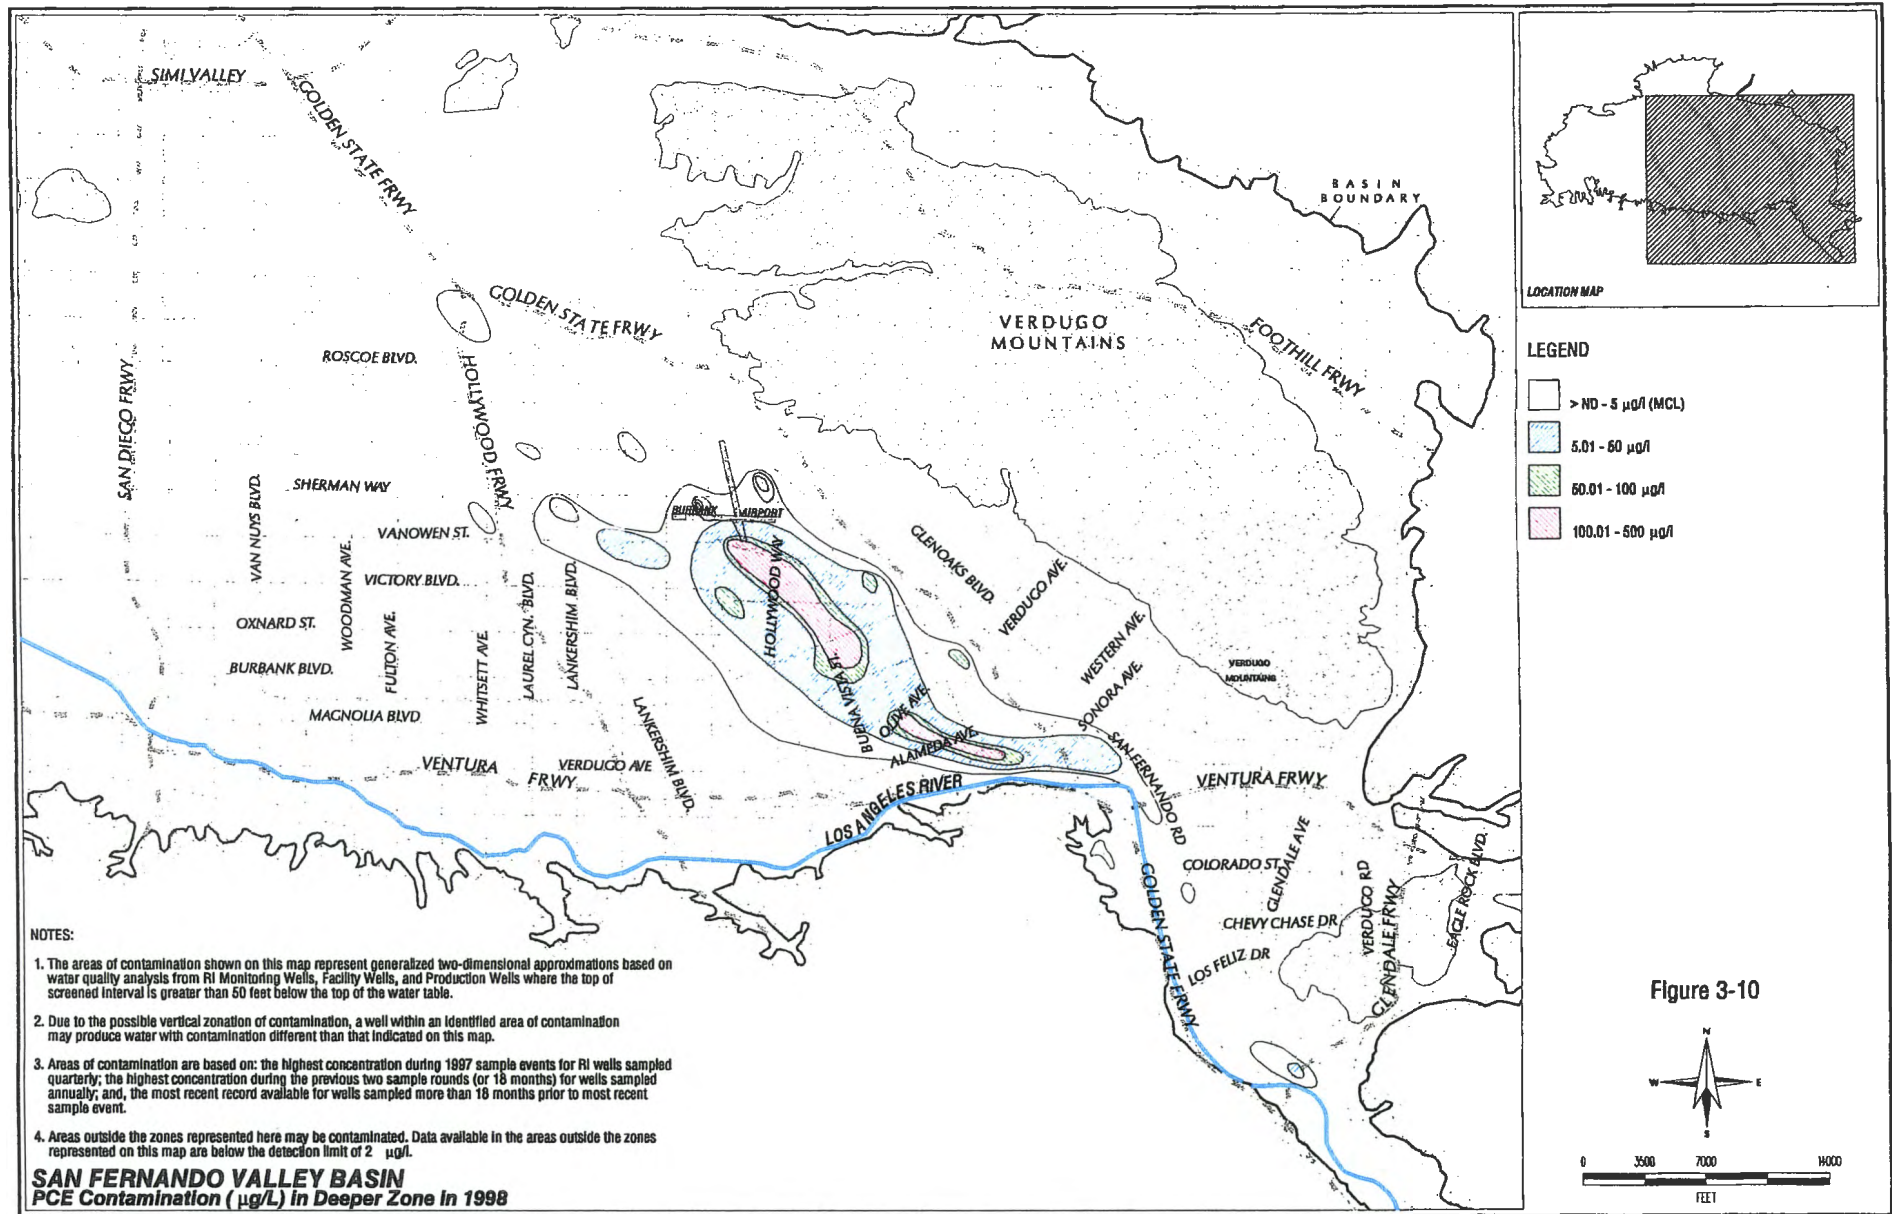 SIMI VALLEY
GOLDEN STATE FRWY
BASIN
BOUNDARY
GOLDEN STATE FRWY
VERDUGO
MOUNTAINS
FOOTHILL FRWY
ROSCOE BLVD.
SAN DIEGO FRWY
HOLLYWOOD FRWY
SHERMAN WAY
VAN NUYS BLVD.
BURBANK AIRPORT
VANOWEN ST.
GLENOAKS BLVD.
WOODMAN AVE.
VICTORY BLVD.
LAUREL CYN. BLVD.
LANKERSHIM BLVD.
HOLLYWOOD WAY
VERDUGO AVE.
OXNARD ST.
FULTON AVE.
WHITSETT AVE.
WESTERN AVE.
BURBANK BLVD.
BUENA VISTA ST.
SONORA AVE.
VERDUGO
MOUNTAINS
MAGNOLIA BLVD
LANKERSHIM BLVD.
OLIVE AVE.
ALAMEDA AVE.
SAN FERNANDO RD
VENTURA FRWY
VERDUGO AVE
VENTURA FRWY
LOS ANGELES RIVER
COLORADO ST.
GLENDALE AVE
GOLDEN STATE FRWY
CHEVY CHASE DR.
VERDUGO RD
GLENDALE FRWY
EAGLE ROCK BLVD.
LOS FELIZ DR
NOTES:
1. The areas of contamination shown on this map represent generalized two-dimensional approximations based on
water quality analysis from RI Monitoring Wells, Facility Wells, and Production Wells where the top of
screened interval is greater than 50 feet below the top of the water table.
2. Due to the possible vertical zonation of contamination, a well within an identified area of contamination
may produce water with contamination different than that indicated on this map.
3. Areas of contamination are based on: the highest concentration during 1997 sample events for RI wells sampled
quarterly; the highest concentration during the previous two sample rounds (or 18 months) for wells sampled
annually; and, the most recent record available for wells sampled more than 18 months prior to most recent
sample event.
4. Areas outside the zones represented here may be contaminated. Data available in the areas outside the zones
represented on this map are below the detection limit of 2 µg/l.
SAN FERNANDO VALLEY BASIN
PCE Contamination ( µg/L) in Deeper Zone in 1998
LOCATION MAP
LEGEND
> ND - 5 µg/l (MCL)
5.01 - 50 µg/l
50.01 - 100 µg/l
100.01 - 500 µg/l
Figure 3-10
N
W E
S
0 3500 7000 14000
FEET